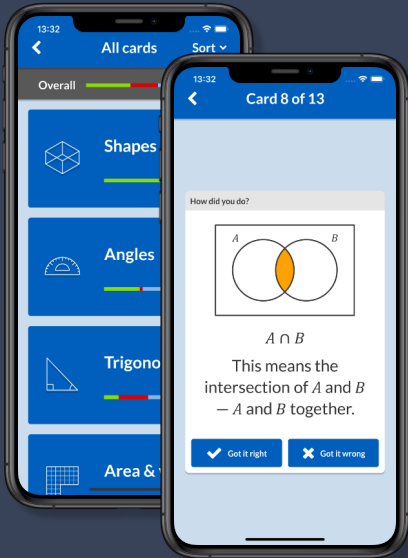 13:32
All cards
Sort
Overall
Shapes
Angles
Trigono
Area &
13:32
Card 8 of 13
How did you do?
A
B
A ∩ B
This means the
intersection of A and B
– A and B together.
Got it right
Got it wrong